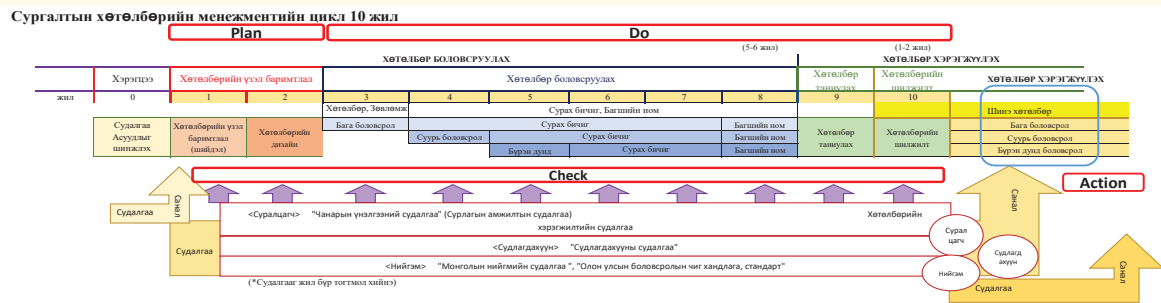 Сургалтын хөтөлбөрийн менежментийн цикл 10 жил
Plan
Do
(5-6 жил)
(1-2 жил)
ХӨТӨЛБӨР БОЛОВСРУУЛАХ
ХӨТӨЛБӨР ХЭРЭГЖҮҮЛЭХ
Хэрэгцээ
Хөтөлбөрийн үзэл баримтлал
Хөтөлбөр боловсруулах
Хөтөлбөр таниулах
Хөтөлбөрийн шилжилт
ХӨТӨЛБӨР ХЭРЭГЖҮҮЛЭХ
жил
0 1 2 3 4 5 6 7 8 9 10
Хөтөлбөр, Зөвлөмж
Сурах бичиг, Багшийн ном
Шинэ хөтөлбөр
Судалгаа
Асуудлыг
шинжлэх
Хөтөлбөрийн үзэл
баримтлал
(шийдэл)
Хөтөлбөрийн
дизайн
Бага боловсрол
Сурах бичиг
Багшийн ном
Суурь боловсрол
Сурах бичиг
Багшийн ном
Бүрэн дунд
Сурах бичиг
Багшийн ном
Хөтөлбөр
таниулах
Хөтөлбөрийн
шилжилт
Бага боловсрол
Суурь боловсрол
Бүрэн дунд боловсрол
Check
Action
Санал
Судалгаа
Судалгаа
<Суралцагч> "Чанарын үнэлгээний судалгаа" (Сурлагын амжилтын судалгаа) Хөтөлбөрийн
хэрэгжилтийн судалгаа
<Судлагдахуун> "Судлагдахууны судалгаа"
<Нийгэм> "Монголын нийгмийн судалгаа ", "Олон улсын боловсролын чиг хандлага, стандарт"
(*Судалгааг жил бүр тогтмол хийнэ)
Сурал
цагч
Судлагд
ахуун
Нийгэм
Санал
Судалгаа
Санал